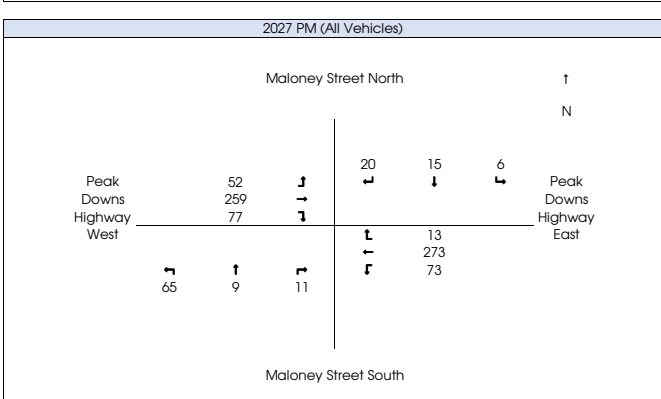 2027 PM (All Vehicles)
Maloney Street North
↑
N
20 15 6
Peak 52 Peak
Downs 259 → Downs
Highway 77 Highway
West 13 East
← 273
73
↑
65 9 11
Maloney Street South